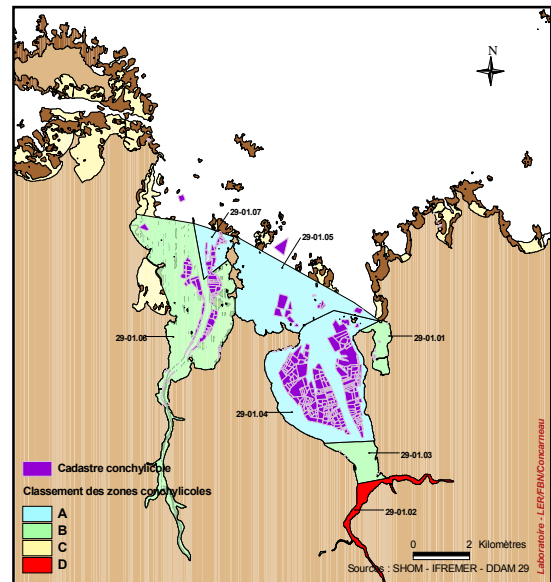 N
29-01.07
29-01.05
29-01.06
29-01.01
29-01.04
29-01.03
29-01.02
Cadastre conchylicole
Classement des zones conchylicoles
A
B
C
D
0 2 Kilomètres
Sources : SHOM - IFREMER - DDAM 29
Laboratoire - LER/FBN/Concarneau